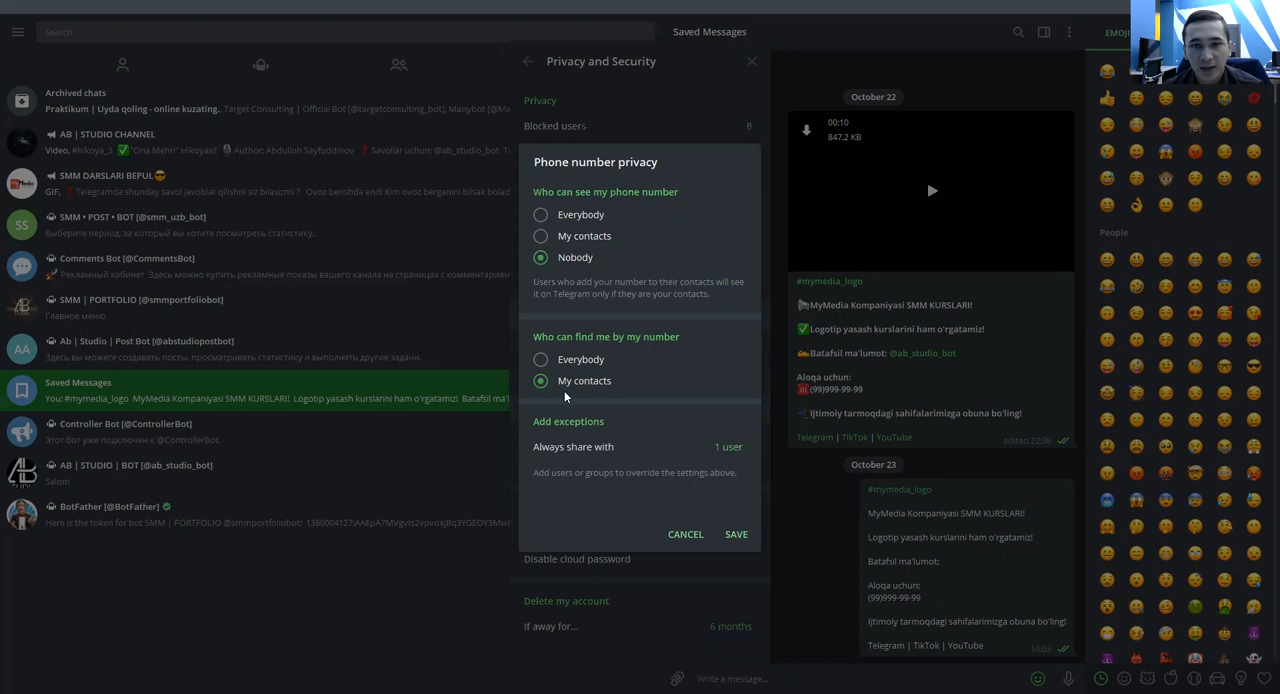 Search
Saved Messages
EMOJI
Archived chats
Praktikum | Uyda qoling - online kuzating. Target Consulting | Official Bot [@targetconsulting_bot], Manybot [@Ma
AB | STUDIO CHANNEL
Video, #hikoya_3 ✅ "Ona Mehri" Hikoyasi! 🎙 Author: Abdulloh Sayfuddinov 📌 Savollar uchun: @ab_studio_bot T
SMM DARSLARI BEPUL😎
GIF, ❓Telegramda shunday savol javoblar qilishni siz bilasizmi? Ovoz berishda endi Kim ovoz berganini bilsak bolad
SS
SMM • POST • BOT [@smm_uzb_bot]
Выберите период, за который вы хотите посмотреть статистику.
Comments Bot [@CommentsBot]
🚀 Рекламный кабинет Здесь можно купить рекламные показы вашего канала на страницах с комментариям
SMM | PORTFOLIO [@smmportfoliobot]
Главное меню
AA
Ab | Studio | Post Bot [@abstudiopostbot]
Здесь вы можете создавать посты, просматривать статистику и выполнять другие задачи.
Saved Messages
You: #mymedia_logo MyMedia Kompaniyasi SMM KURSLARI! Logotip yasash kurslarini ham o'rgatamiz! Batafsil ma'
Controller Bot [@ControllerBot]
Этот бот уже подключен к @ControllerBot.
AB | STUDIO | BOT [@ab_studio_bot]
Salom
BotFather [@BotFather]
Here is the token for bot SMM | PORTFOLIO @smmportfoliobot:
Privacy and Security
Privacy
Blocked users 8
Phone number privacy
Who can see my phone number
Everybody
My contacts
Nobody
Users who add your number to their contacts will see
it on Telegram only if they are your contacts.
Who can find me by my number
Everybody
My contacts
Add exceptions
Always share with 1 user
Add users or groups to override the settings above.
CANCEL SAVE
Disable cloud password
Delete my account
If away for... 6 months
October 22
00:10
847.2 KB
#mymedia_logo
📢MyMedia Kompaniyasi SMM KURSLARI!
✅Logotip yasash kurslarini ham o'rgatamiz!
✍Batafsil ma'lumot: @ab_studio_bot
Aloqa uchun:
☎(99)999-99-99
Ijtimoiy tarmoqdagi sahifalarimizga obuna bo'ling!
Telegram | TikTok | YouTube
edited 22:38
October 23
#mymedia_logo
MyMedia Kompaniyasi SMM KURSLARI!
Logotip yasash kurslarini ham o'rgatamiz!
Batafsil ma'lumot:
Aloqa uchun:
(99)999-99-99
Ijtimoiy tarmoqdagi sahifalarimizga obuna bo'ling!
Telegram | TikTok | YouTube
10:03
Write a message...
People